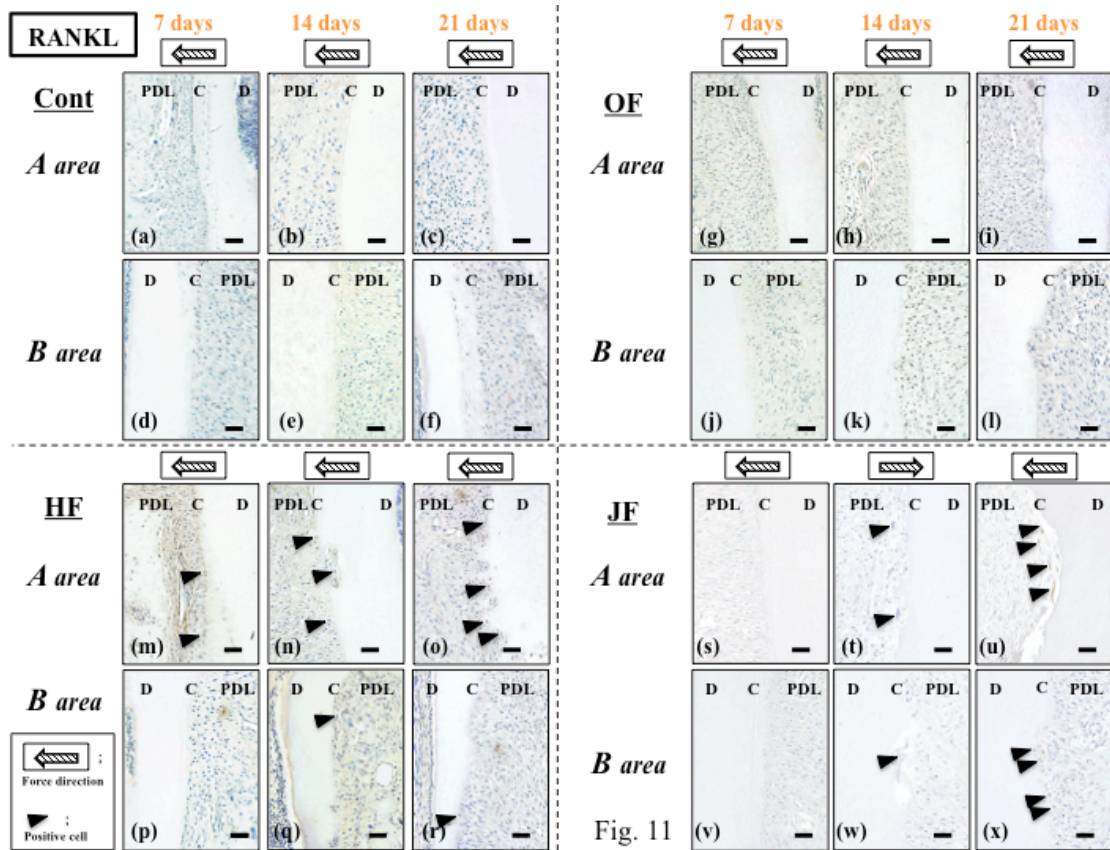 RANKL
7 days 14 days 21 days
Cont
A area
PDL C D
PDL C D
PDL C D
(a) (b) (c)
B area
D C PDL
D C PDL
D C PDL
(d) (e) (f)
7 days 14 days 21 days
OF
A area
PDL C D
PDL C D
PDL C D
(g) (h) (i)
B area
D C PDL
D C PDL
D C PDL
(j) (k) (l)
HF
A area
PDL C D
PDL C D
PDL C D
(m) (n) (o)
B area
D C PDL
D C PDL
D C PDL
(p) (q) (r)
;
Force direction
;
Positive cell
JF
A area
PDL C D
PDL C D
PDL C D
(s) (t) (u)
B area
D C PDL
D C PDL
D C PDL
(v) (w) (x)
Fig. 11